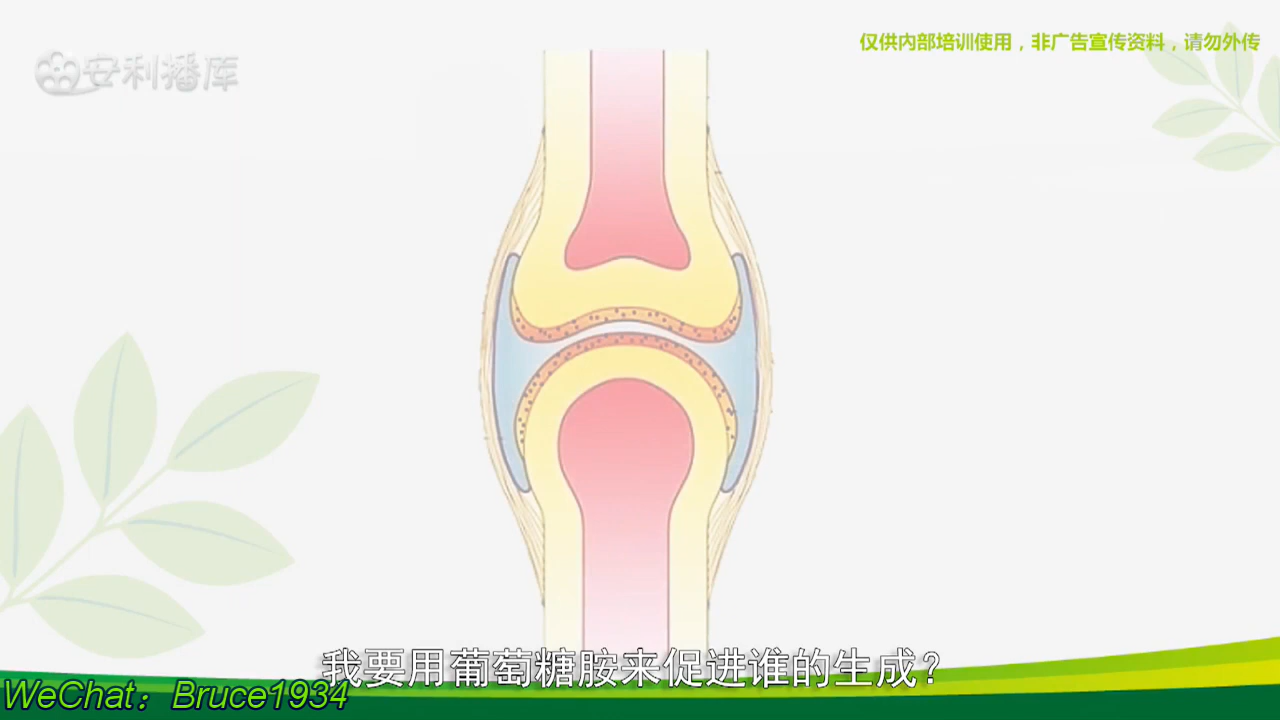 仅供内部培训使用，非广告宣传资料，请勿外传
安利播库
我要用葡萄糖胺来促进谁的生成？
WeChat：Bruce1934